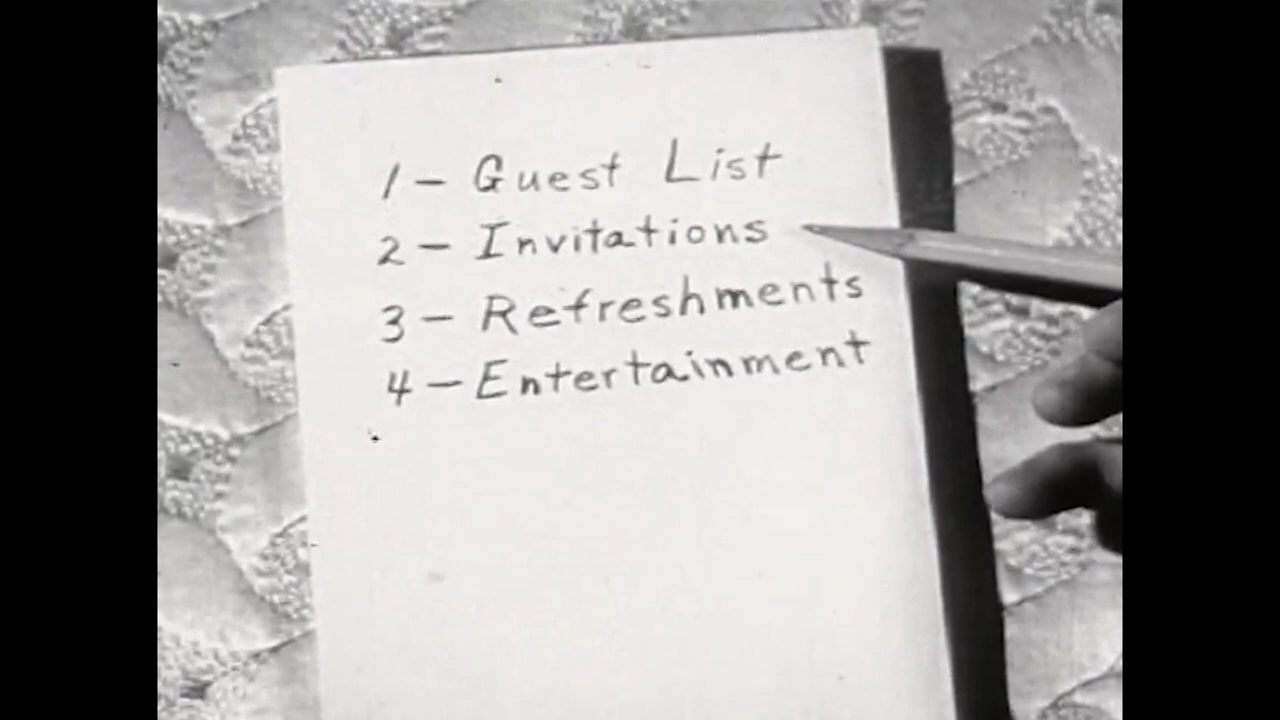 1 - Guest List
2 - Invitations
3 - Refreshments
4 - Entertainment